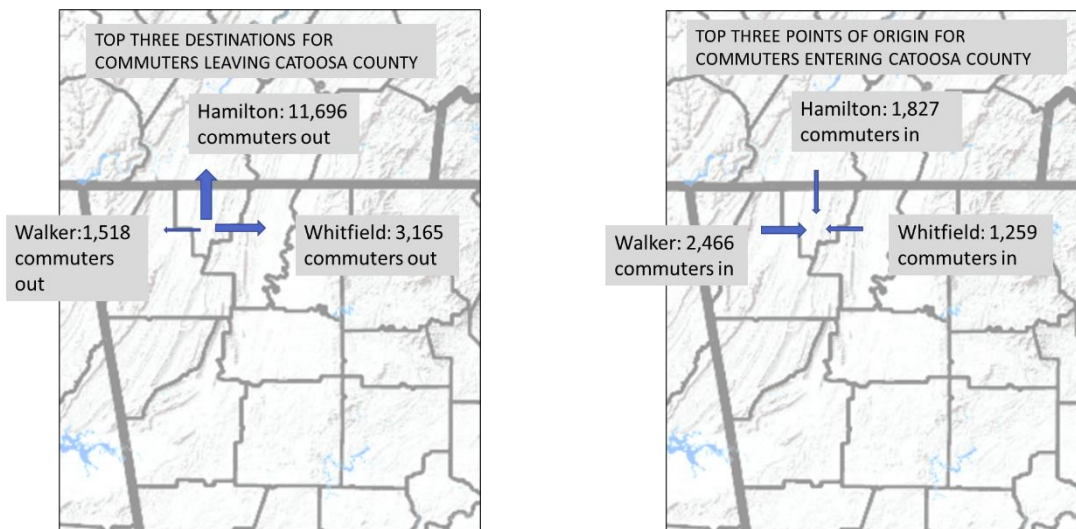 TOP THREE DESTINATIONS FOR
COMMUTERS LEAVING CATOOSA COUNTY
Hamilton: 11,696
commuters out
Walker:1,518
commuters
out
Whitfield: 3,165
commuters out
TOP THREE POINTS OF ORIGIN FOR
COMMUTERS ENTERING CATOOSA COUNTY
Hamilton: 1,827
commuters in
Walker: 2,466
commuters in
Whitfield: 1,259
commuters in